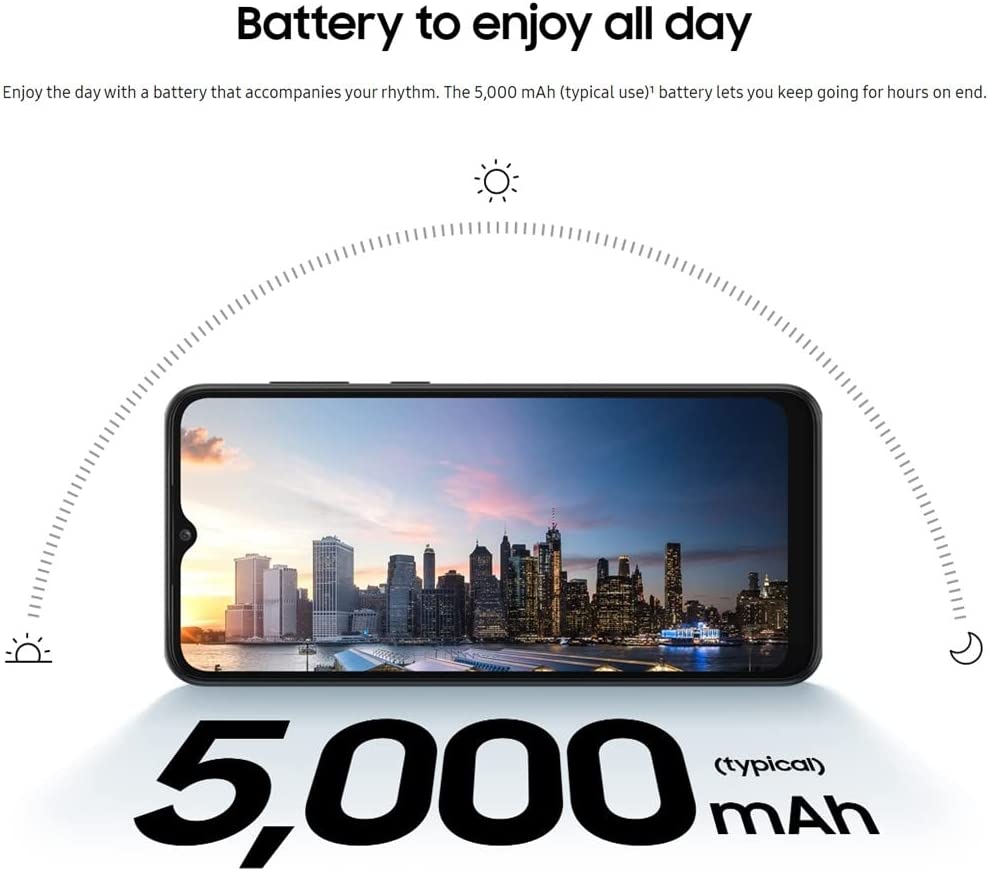 Battery to enjoy all day
Enjoy the day with a battery that accompanies your rhythm. The 5,000 mAh (typical use)¹ battery lets you keep going for hours on end.
5,000 (typical) mAh